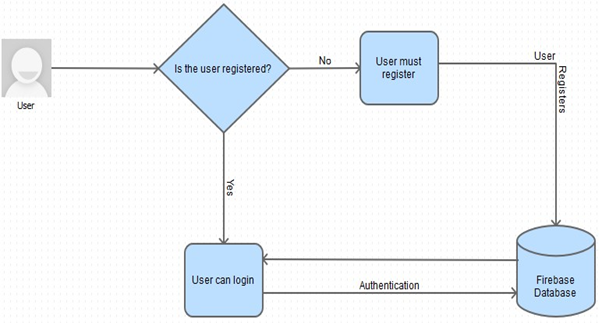 User
Is the user registered?
No
User must
register
User
Registers
Yes
User can login
Authentication
Firebase
Database